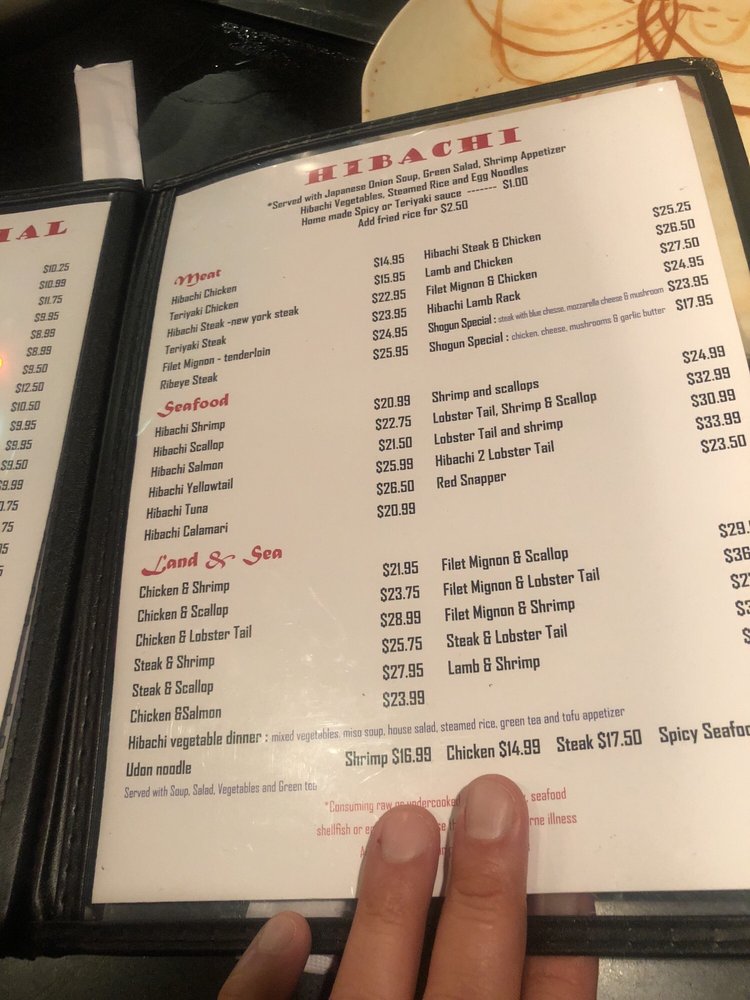 IAL
$10.25
$10.99
$11.75
$9.95
$8.99
$8.99
$9.50
$12.50
$10.50
$9.95
$9.95
$9.50
HIBACHI
*Served with Japanese Onion Soup, Green Salad, Shrimp Appetizer
Hibachi Vegetables, Steamed Rice and Egg Noodles
Home made Spicy or Teriyaki sauce ------- $1.00
Add fried rice for $2.50
Meat
Hibachi Chicken $14.95
Teriyaki Chicken $15.95
Hibachi Steak -new york steak $22.95
Teriyaki Steak $23.95
Filet Mignon - tenderloin $24.95
Ribeye Steak $25.95
Hibachi Steak & Chicken $25.25
Lamb and Chicken $26.50
Filet Mignon & Chicken $27.50
Hibachi Lamb Rack $24.95
Shogun Special : steak with blue cheese, mozzarella cheese & mushroom $23.95
Shogun Special : chicken, cheese, mushrooms & garlic butter $17.95
Seafood
Hibachi Shrimp $20.99
Hibachi Scallop $22.75
Hibachi Salmon $21.50
Hibachi Yellowtail $25.99
Hibachi Tuna $26.50
Hibachi Calamari $20.99
Shrimp and scallops $24.99
Lobster Tail, Shrimp & Scallop $32.99
Lobster Tail and shrimp $30.99
Hibachi 2 Lobster Tail $33.99
Red Snapper $23.50
Land & Sea
Chicken & Shrimp $21.95
Chicken & Scallop $23.75
Chicken & Lobster Tail $28.99
Steak & Shrimp $25.75
Steak & Scallop $27.95
Chicken &Salmon $23.99
Filet Mignon & Scallop $29.
Filet Mignon & Lobster Tail $36
Filet Mignon & Shrimp
Steak & Lobster Tail
Lamb & Shrimp
Hibachi vegetable dinner : mixed vegetables, miso soup, house salad, steamed rice, green tea and tofu appetizer
Udon noodle Shrimp $16.99 Chicken $14.99 Steak $17.50 Spicy Seafoo
Served with Soup, Salad, Vegetables and Green tea
*Consuming raw or undercooked seafood
shellfish or illness